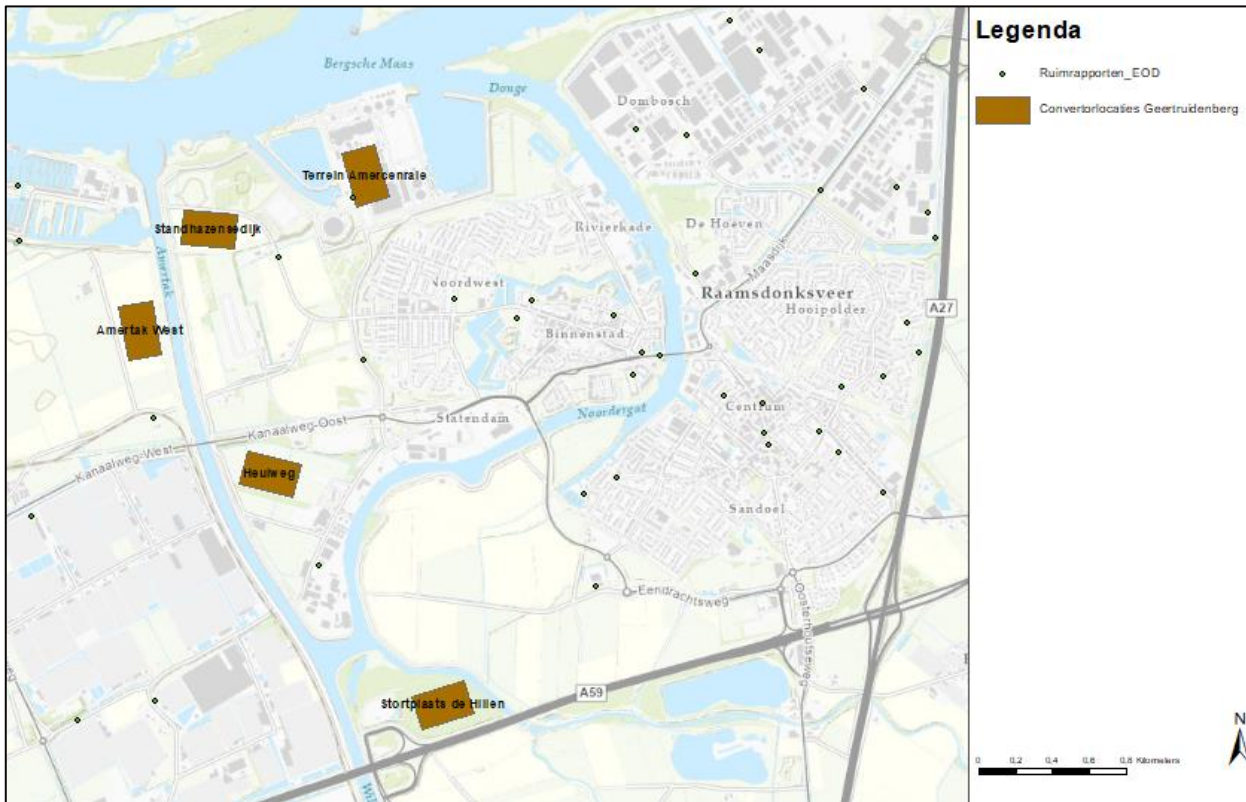 Bergsche Maas
Donge
Dombosch
Terrein Amercentrale
Standhazensedijk
Rivierkade
De Hoeven
Maasdijk
Amertak
Noordwest
Raamsdonksveer
Hooipolder
A27
Amertak West
Binnenstad
Centrum
Noordergat
Statendam
Kanaalweg-Oost
Kanaalweg-West
Heulweg
Sandoel
Eendrachtsweg
Oosterhoutseweg
A59
Stortplaats de Hillen
Legenda
Ruimrapporten_EOD
Convertorlocaties Geertruidenberg
N
0 0,2 0,4 0,6 0,8 Kilometers